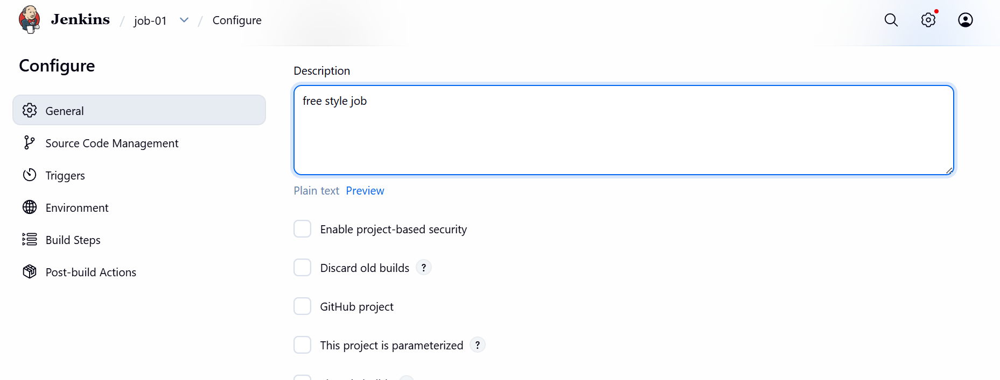 Jenkins / job-01 / Configure
Configure
General
Source Code Management
Triggers
Environment
Build Steps
Post-build Actions
Description
free style job
Plain text Preview
Enable project-based security
Discard old builds ?
GitHub project
This project is parameterized ?